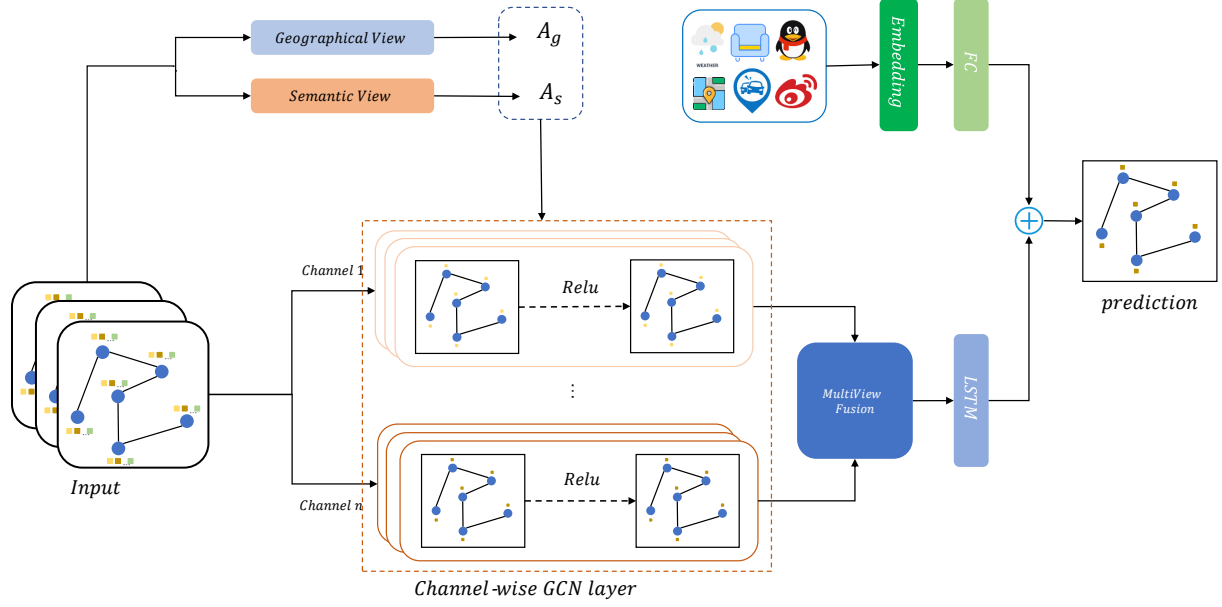 Geographical View
A_g
Semantic View
A_s
WEATHER
Embedding
FC
prediction
Channel 1
Relu
⋮
MultiView
Fusion
LSTM
Input
Channel n
Relu
Channel-wise GCN layer